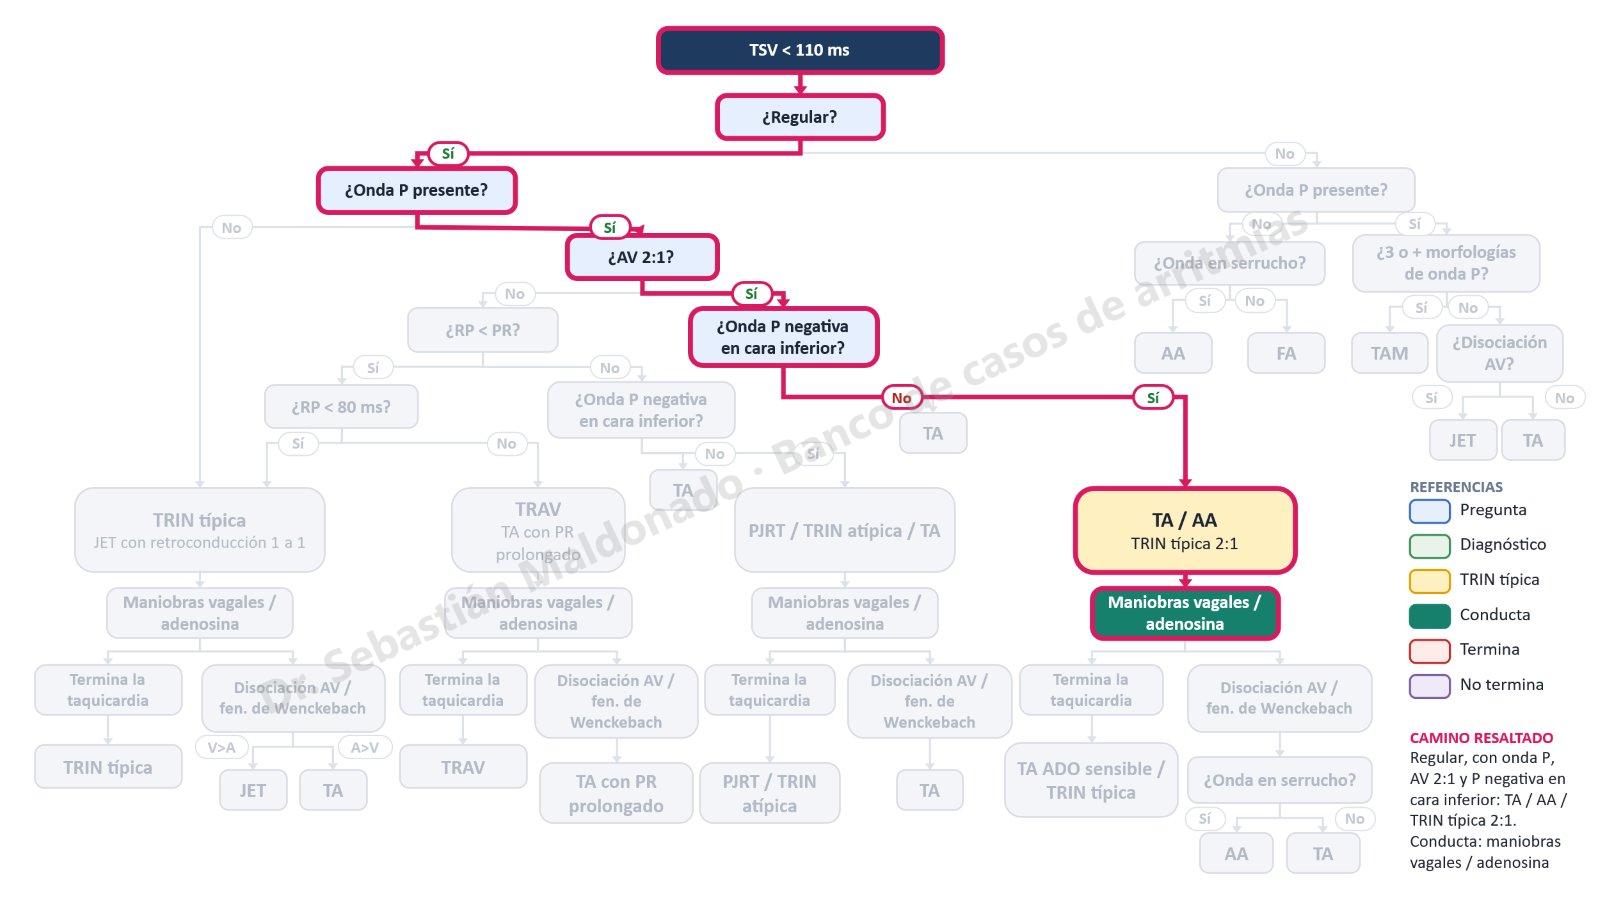 TSV < 110 ms
¿Regular?
Sí
No
¿Onda P presente?
¿Onda P presente?
No
Sí
No
Sí
¿AV 2:1?
¿Onda en serrucho?
¿3 o + morfologías
de onda P?
No
Sí
Sí
No
Sí
No
¿RP < PR?
¿Onda P negativa
en cara inferior?
AA
FA
TAM
¿Disociación
AV?
Sí
No
No
Sí
Sí
No
¿RP < 80 ms?
¿Onda P negativa
en cara inferior?
TA
JET
TA
Sí
No
No
Sí
TA
TRIN típica
JET con retroconducción 1 a 1
TRAV
TA con PR
prolongado
PJRT / TRIN atípica / TA
TA / AA
TRIN típica 2:1
Maniobras vagales /
adenosina
Maniobras vagales /
adenosina
Maniobras vagales /
adenosina
Maniobras vagales /
adenosina
Termina la
taquicardia
Disociación AV /
fen. de Wenckebach
Termina la
taquicardia
Disociación AV /
fen. de
Wenckebach
Termina la
taquicardia
Disociación AV /
fen. de
Wenckebach
Termina la
taquicardia
Disociación AV /
fen. de Wenckebach
V>A
A>V
TRIN típica
JET
TA
TRAV
TA con PR
prolongado
PJRT / TRIN
atípica
TA
TA ADO sensible /
TRIN típica
¿Onda en serrucho?
Sí
No
AA
TA
REFERENCIAS
Pregunta
Diagnóstico
TRIN típica
Conducta
Termina
No termina
CAMINO RESALTADO
Regular, con onda P,
AV 2:1 y P negativa en
cara inferior: TA / AA /
TRIN típica 2:1.
Conducta: maniobras
vagales / adenosina
Dr. Sebastián Maldonado · Banco de casos de arritmias